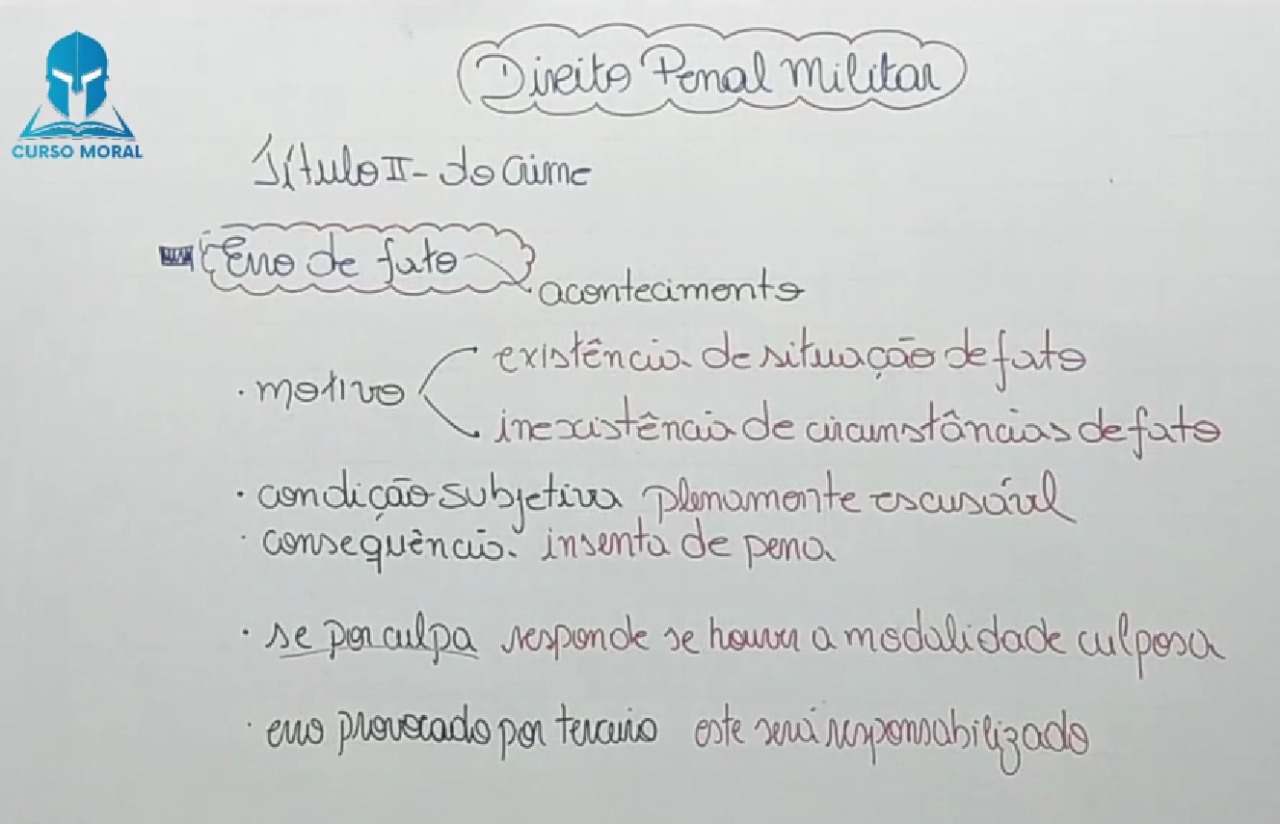 CURSO MORAL
Direito Penal Militar
Título II - do Crime
Erro de fato
acontecimento
· motivo
existência de situação de fato
inexistência de circunstâncias de fato
· condição subjetiva plenamente escusável
· consequência. insenta de pena
· se por culpa responde se houver a modalidade culposa
· erro provocado por terceiro este será responsabilizado